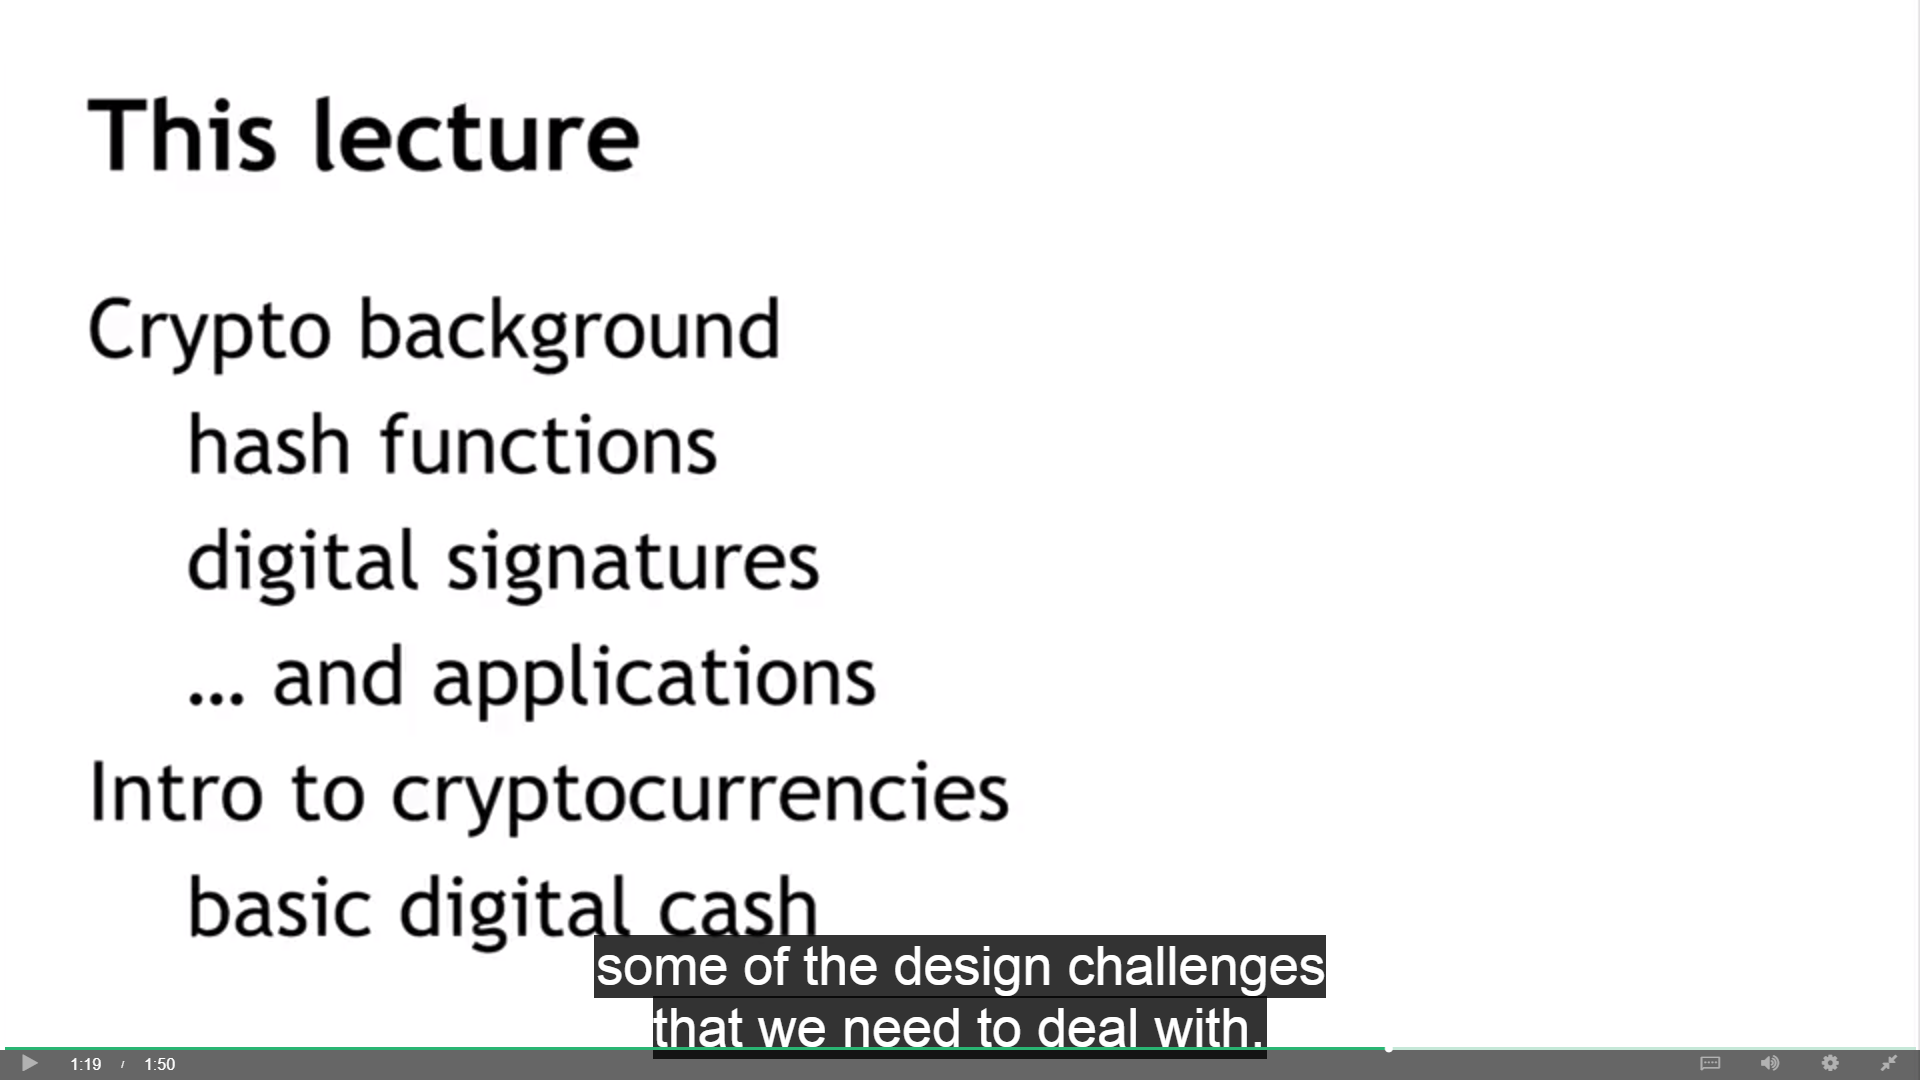 This lecture
Crypto background
hash functions
digital signatures
... and applications
Intro to cryptocurrencies
basic digital cash
some of the design challenges
that we need to deal with.
1:19 / 1:50